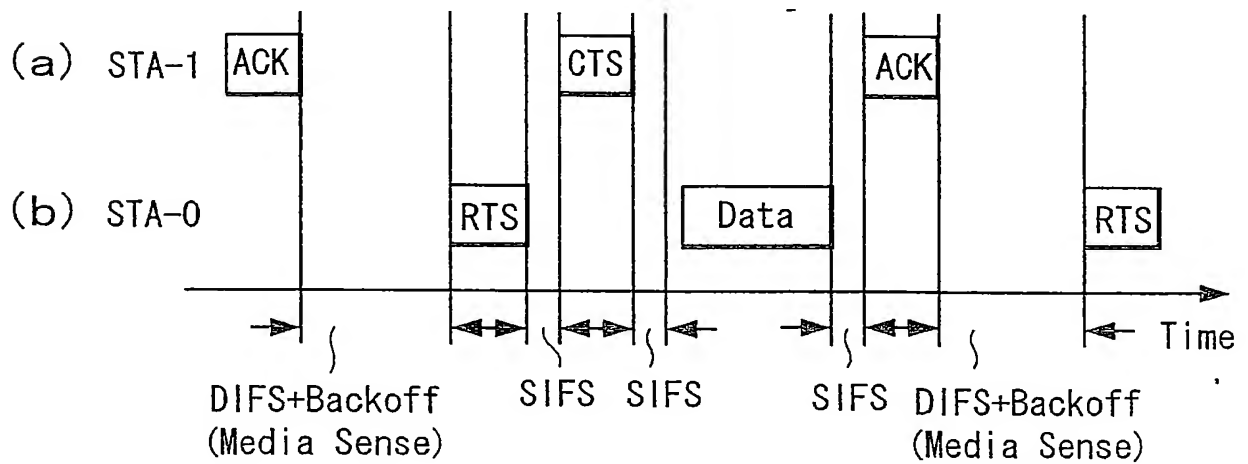 (a) STA-1 ACK CTS ACK
(b) STA-0 RTS Data RTS
Time
DIFS+Backoff
(Media Sense)
SIFS SIFS SIFS
DIFS+Backoff
(Media Sense)